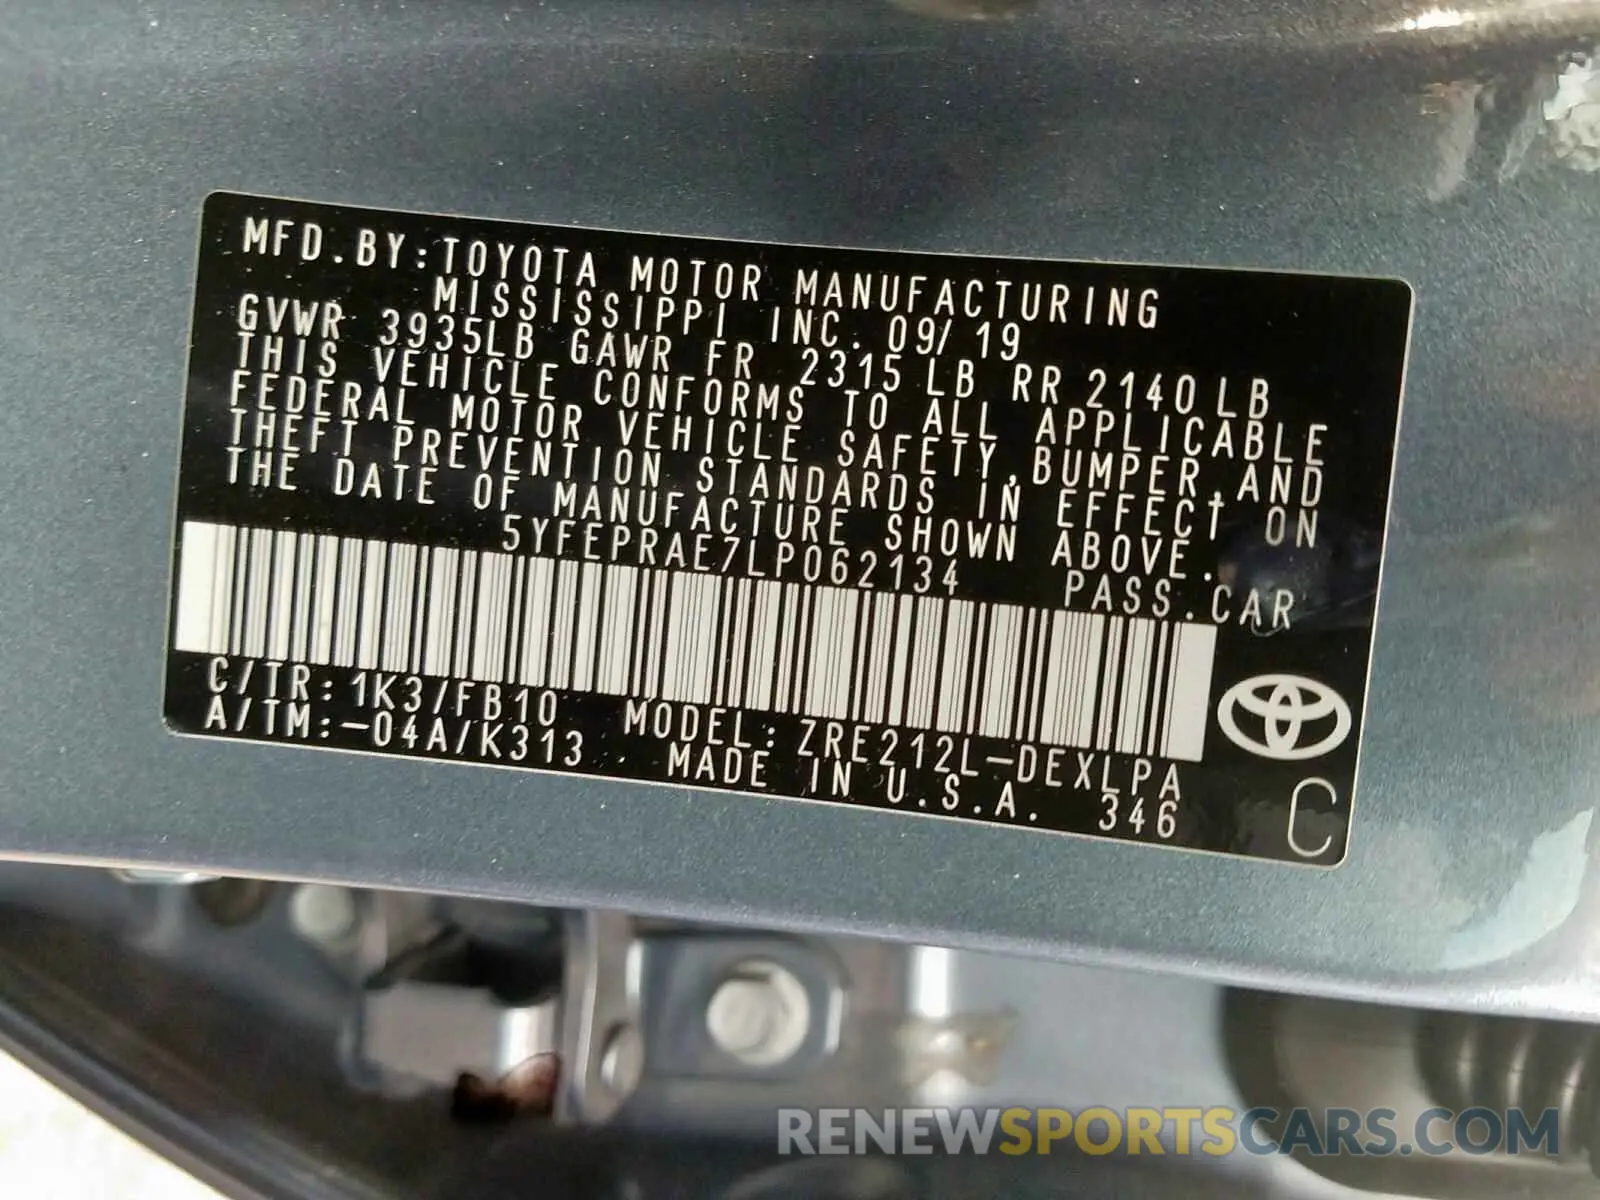 MFD.BY:TOYOTA MOTOR MANUFACTURING
MISSISSIPPI INC. 09/19
GVWR 3935LB GAWR FR 2315LB RR 2140LB
THIS VEHICLE CONFORMS TO ALL APPLICABLE
FEDERAL MOTOR VEHICLE SAFETY,BUMPER,AND
THEFT PREVENTION STANDARDS IN EFFECT ON
THE DATE OF MANUFACTURE SHOWN ABOVE.
5YFEPRAE7LP062134 PASS.CAR
C/TR:1K3/FB10 MODEL:ZRE212L-DEXLPA
A/TM:-04A/K313 MADE IN U.S.A. 346
C
RENEWSPORTSCARS.COM